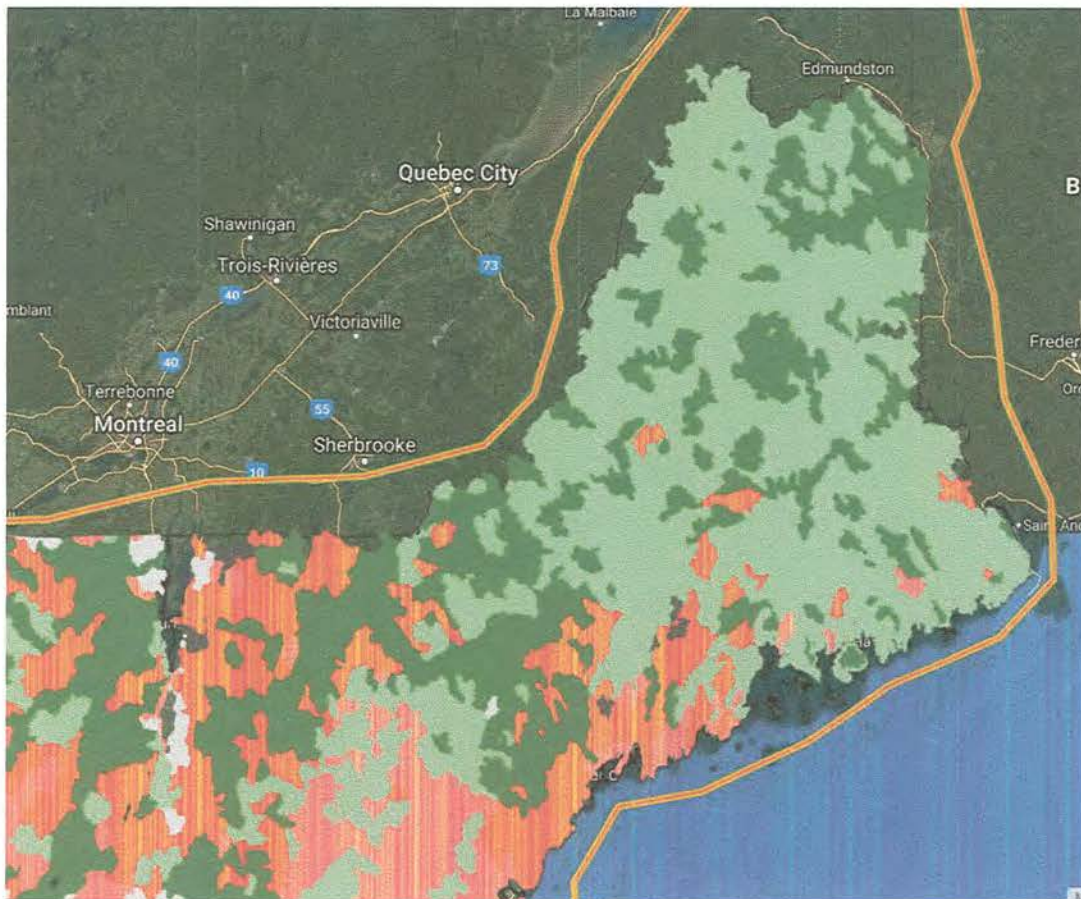 La Malbaie
Edmundston
Quebec City
B
Shawinigan
73
Trois-Rivières
40
mblant
Victoriaville
Freder
40
Or
Terrebonne
55
Montreal
Sherbrooke
10